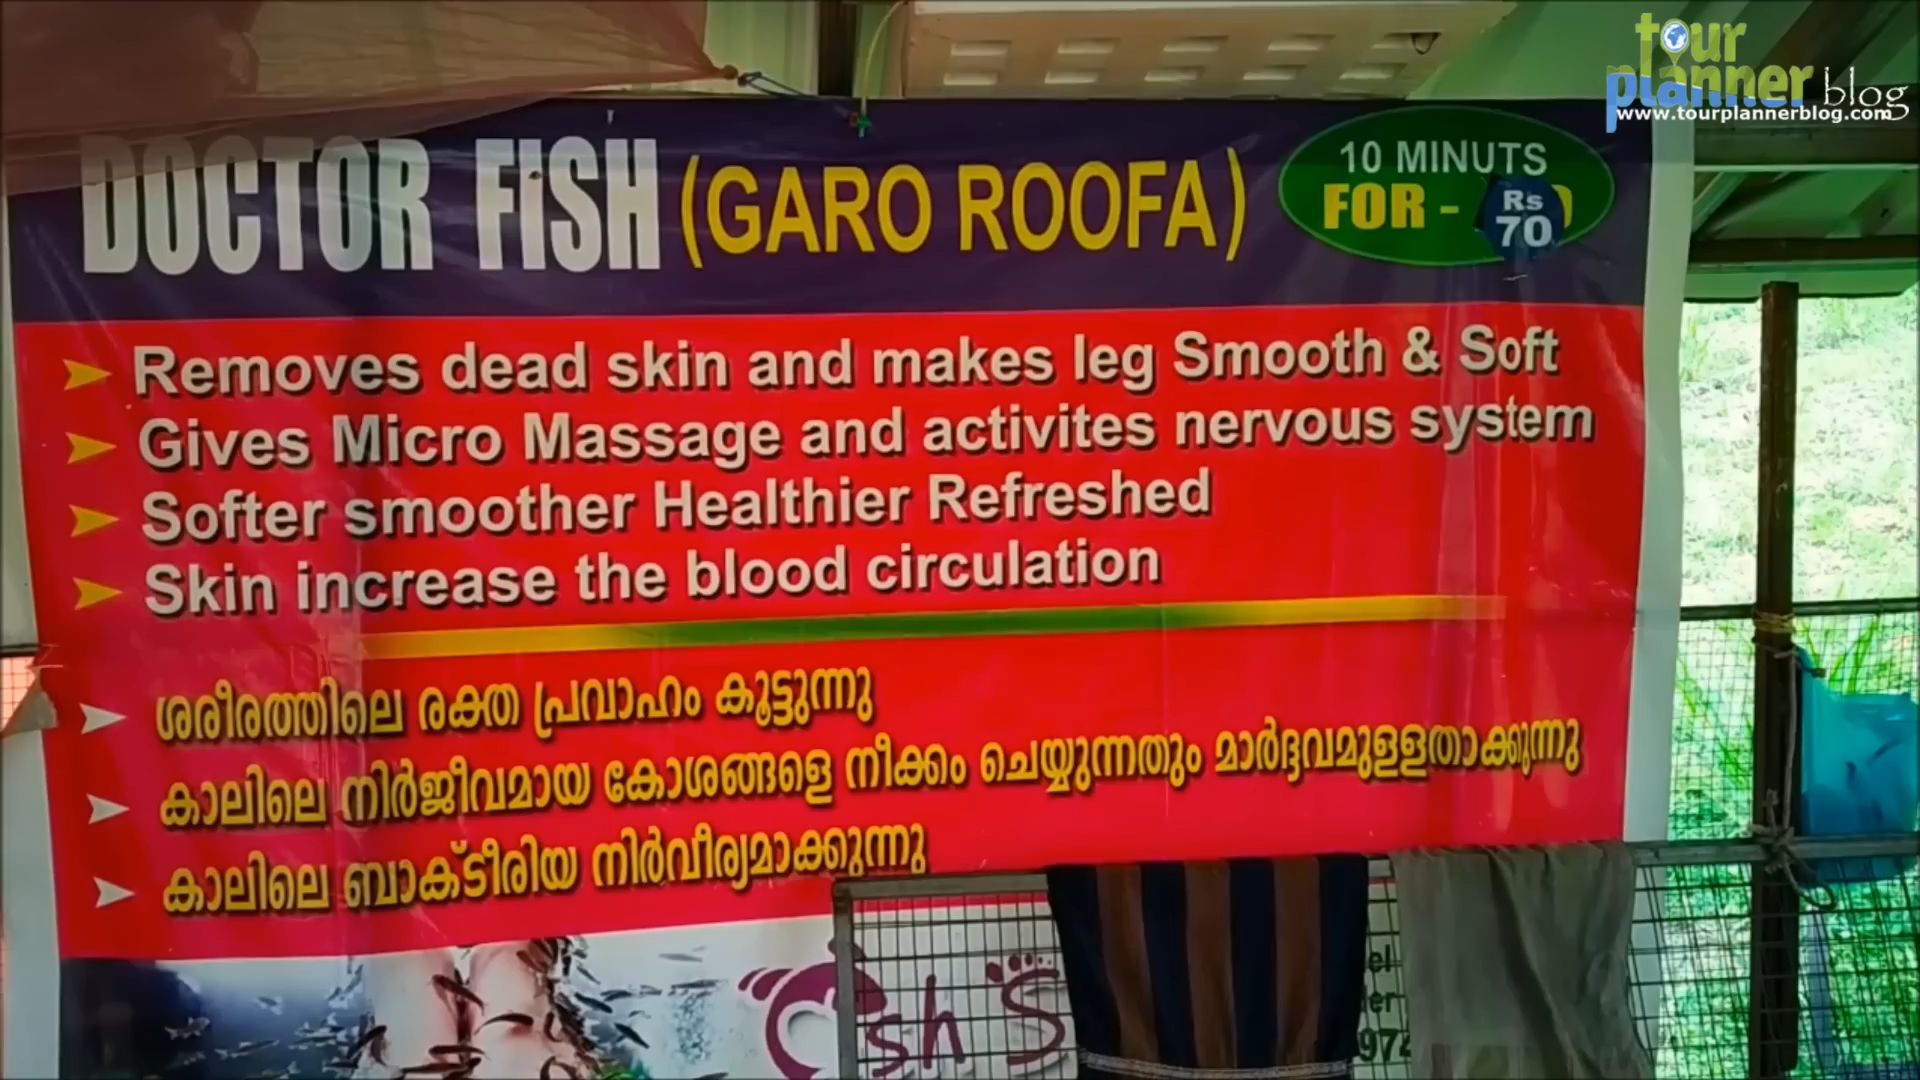 tour
planner blog
www.tourplannerblog.com
DOCTOR FISH (GARO ROOFA)
10 MINUTS
FOR - Rs 70
Removes dead skin and makes leg Smooth & Soft
Gives Micro Massage and activites nervous system
Softer smoother Healthier Refreshed
Skin increase the blood circulation
ശരീരത്തിലെ രക്ത പ്രവാഹം കൂട്ടുന്നു
കാലിലെ നിർജീവമായ കോശങ്ങളെ നീക്കം ചെയ്യുന്നതും മാർദ്ദവമുള്ളതാക്കുന്നു
കാലിലെ ബാക്ടീരിയ നിർവീര്യമാക്കുന്നു